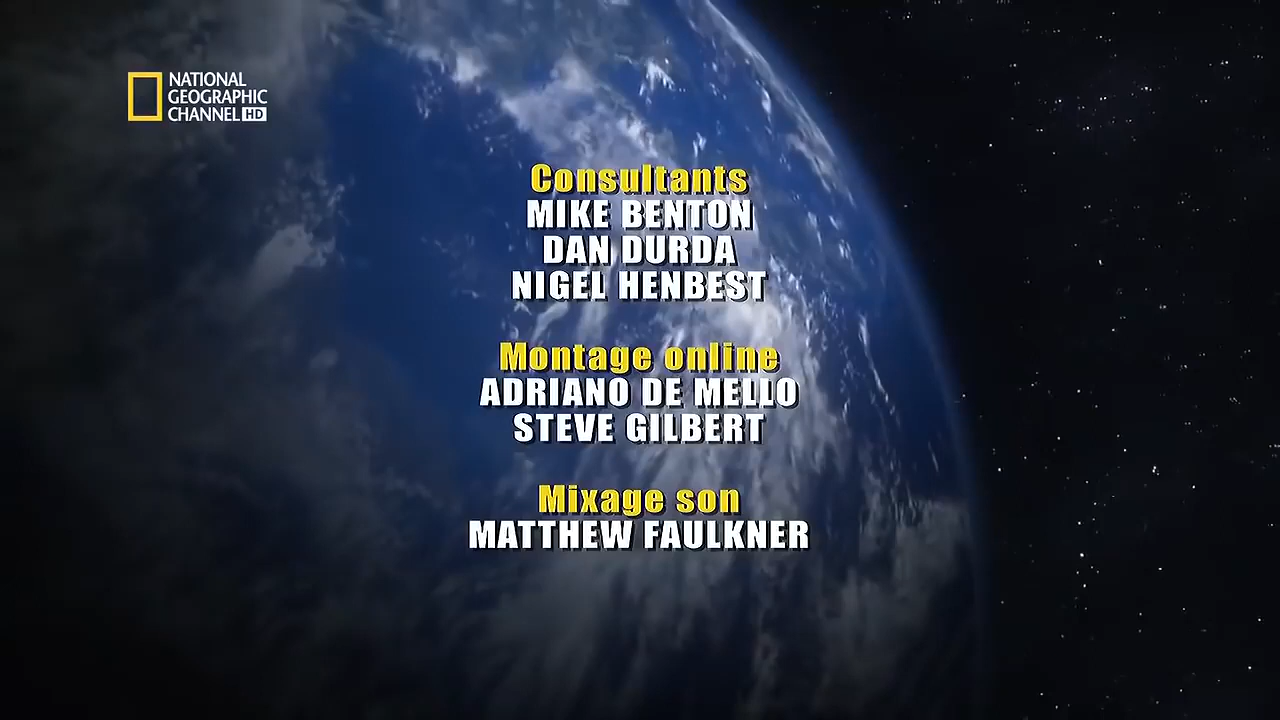 NATIONAL
GEOGRAPHIC
CHANNEL HD
Consultants
MIKE BENTON
DAN DURDA
NIGEL HENBEST
Montage online
ADRIANO DE MELLO
STEVE GILBERT
Mixage son
MATTHEW FAULKNER